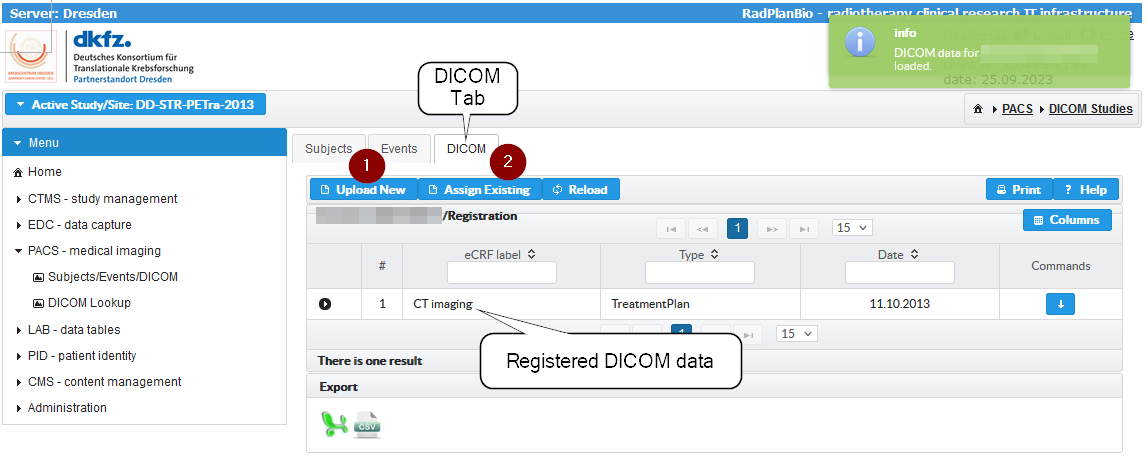 Server: Dresden
RadPlanBio - radiotherapy clinical research IT infrastructure
info
DICOM data for
loaded.
date: 25.09.2023
KREBSZENTRUM DRESDEN
dkfz.
Deutsches Konsortium für
Translationale Krebsforschung
Partnerstandort Dresden
DICOM
Tab
Active Study/Site: DD-STR-PETra-2013
PACS
DICOM Studies
Menu
Home
CTMS - study management
EDC - data capture
PACS - medical imaging
Subjects/Events/DICOM
DICOM Lookup
LAB - data tables
PID - patient identity
CMS - content management
Administration
Subjects
Events
DICOM
1
2
Upload New
Assign Existing
Reload
Print
? Help
/Registration
1
15
Columns
#
eCRF label
Type
Date
Commands
1
CT imaging
TreatmentPlan
11.10.2013
1
15
Registered DICOM data
There is one result
Export
CSV